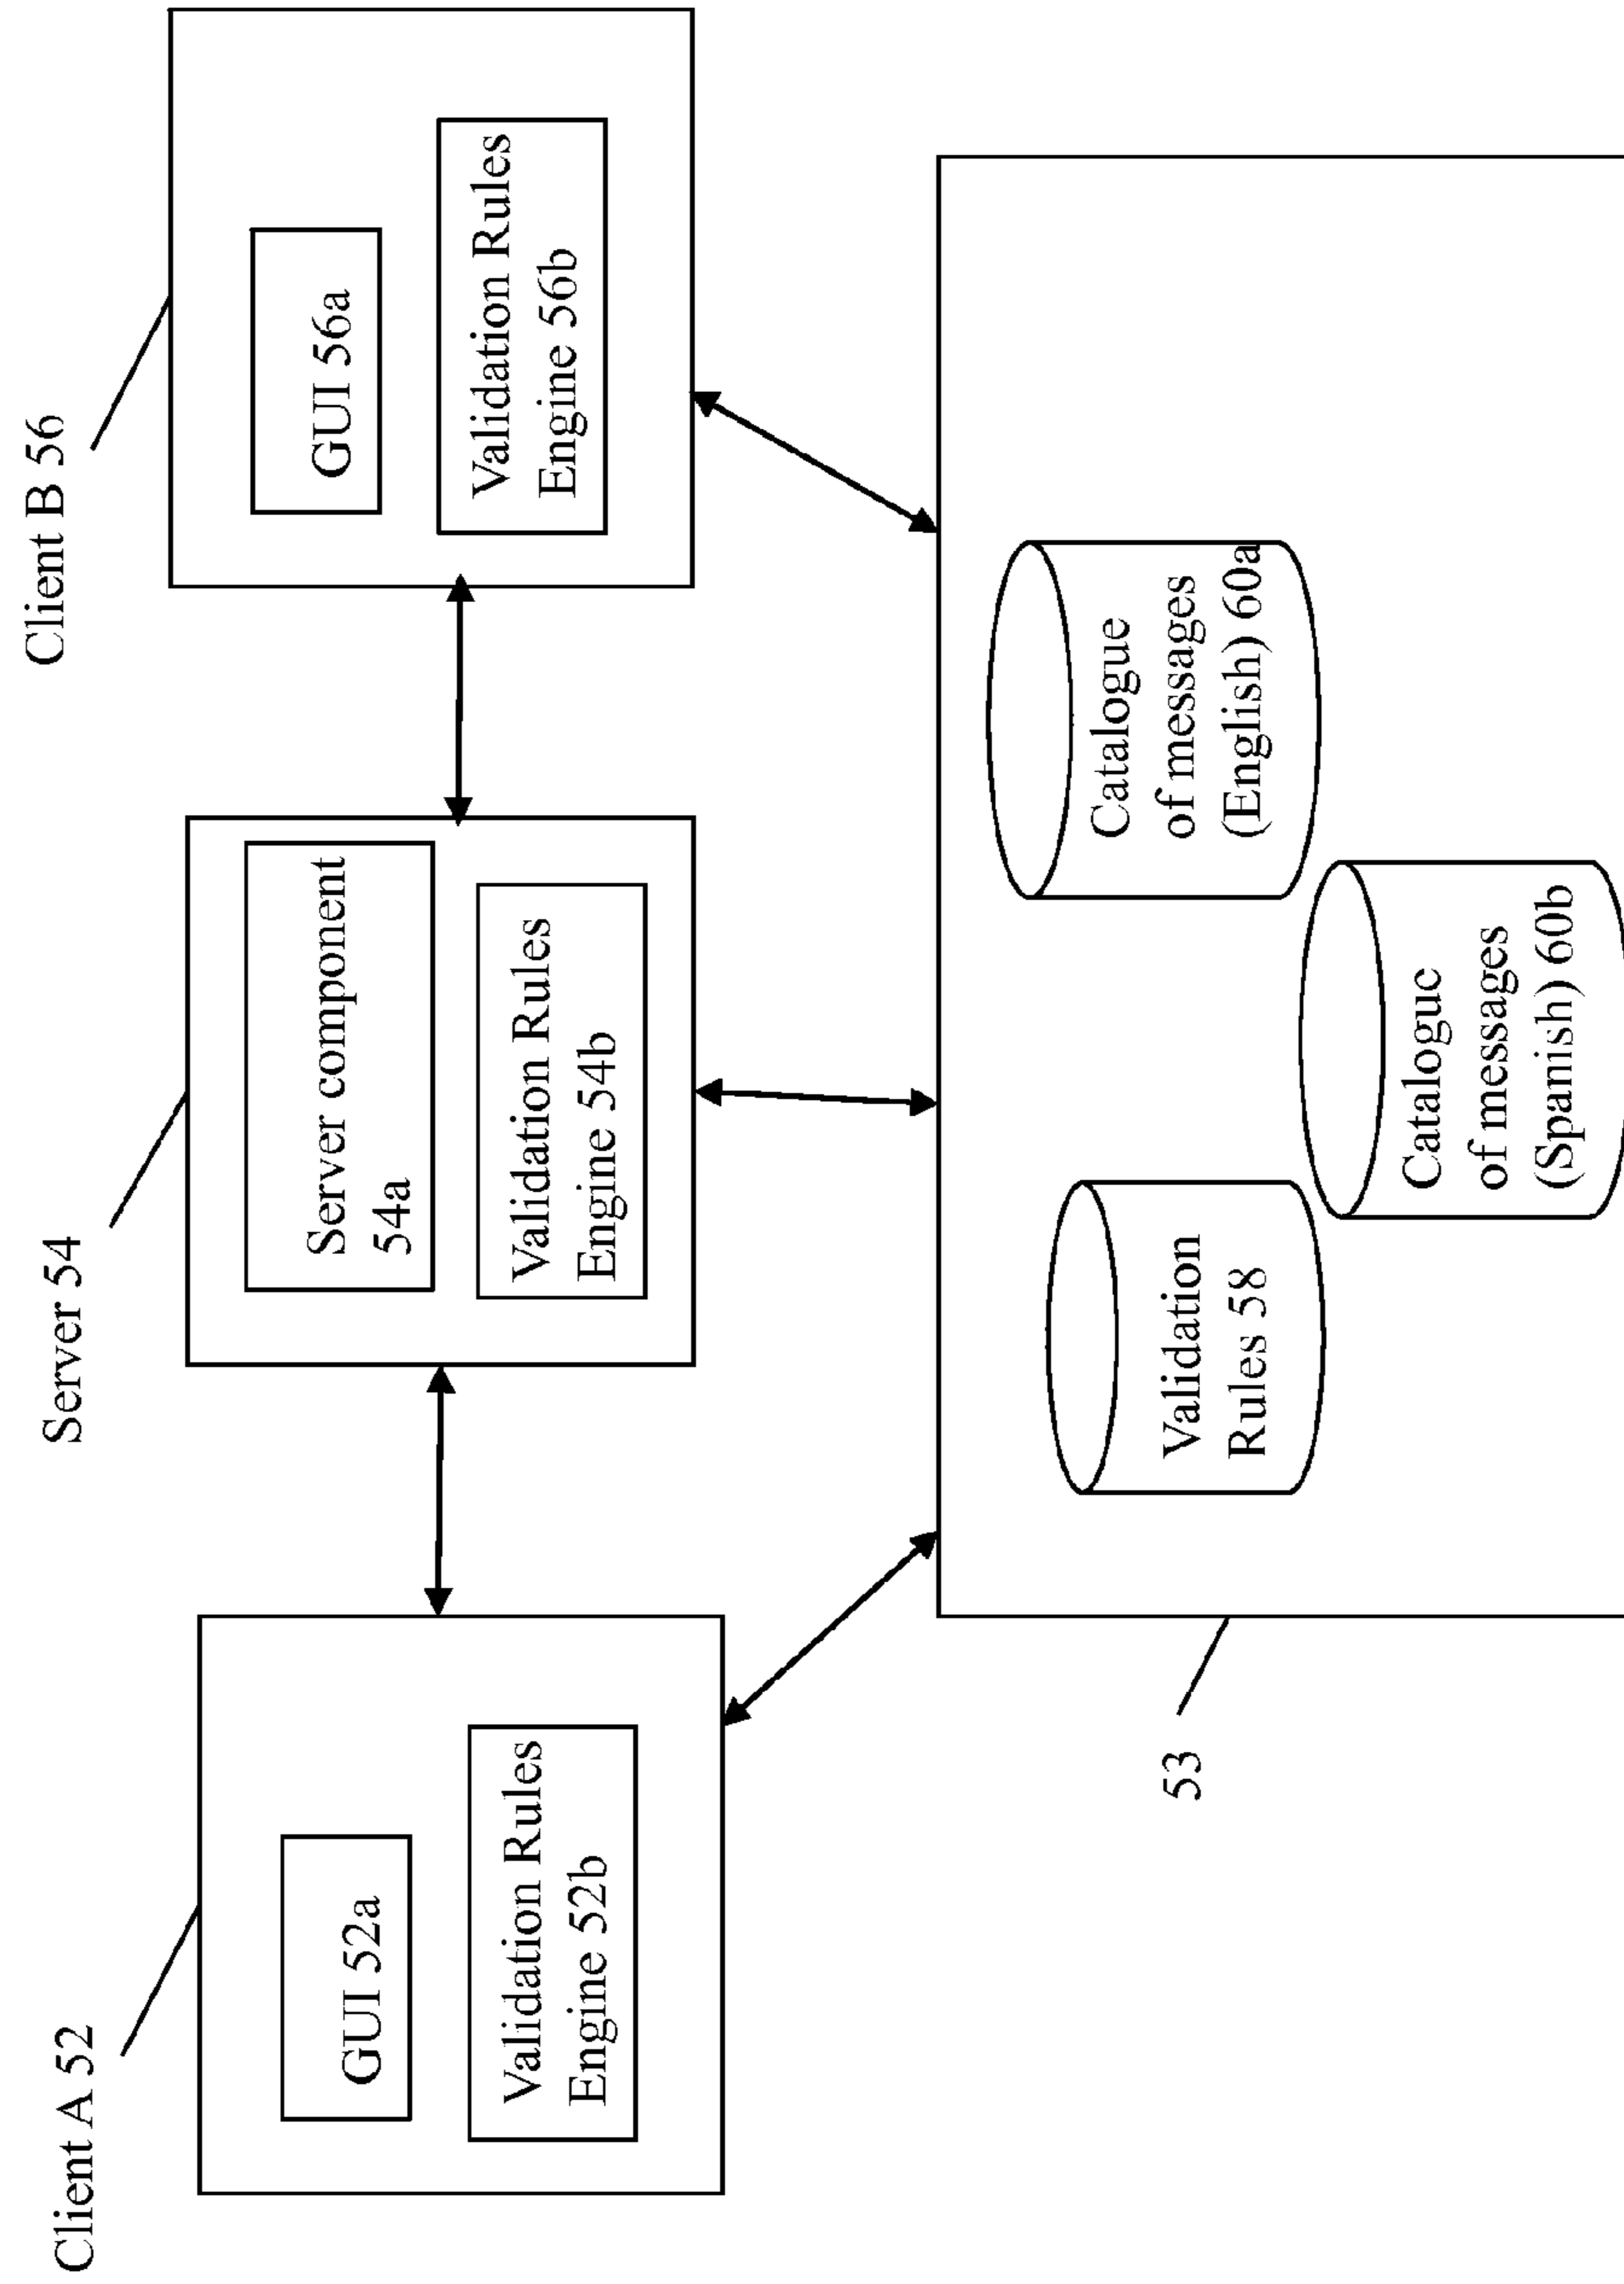 Client A 52
GUI 52a
Validation Rules
Engine 52b
Server 54
Server component
54a
Validation Rules
Engine 54b
Client B 56
GUI 56a
Validation Rules
Engine 56b
53
Validation
Rules 58
Catalogue
of messages
(Spanish) 60b
Catalogue
of messages
(English) 60a